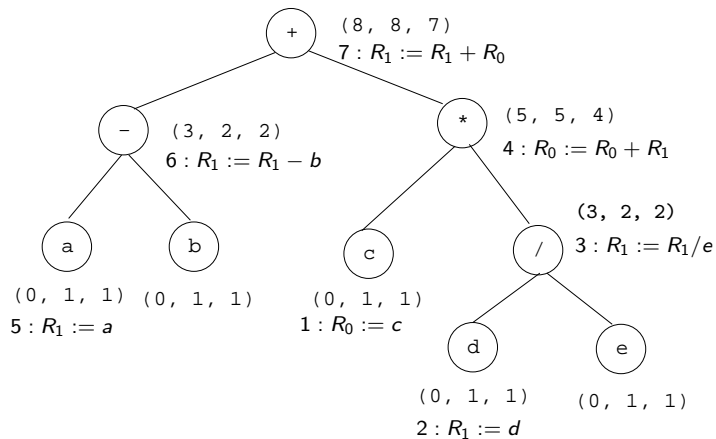 + (8, 8, 7)
7 : R₁ := R₁ + R₀
− (3, 2, 2)
6 : R₁ := R₁ − b
* (5, 5, 4)
4 : R₀ := R₀ + R₁
a
b
c
/ (3, 2, 2)
3 : R₁ := R₁/e
(0, 1, 1)
5 : R₁ := a
(0, 1, 1)
(0, 1, 1)
1 : R₀ := c
d
e
(0, 1, 1)
2 : R₁ := d
(0, 1, 1)